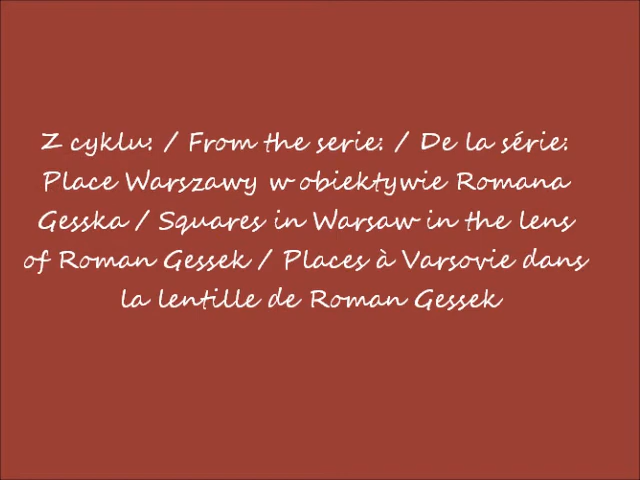 Z cyklu: / From the serie: / De la série:
Place Warszawy w obiektywie Romana
Gesska / Squares in Warsaw in the lens
of Roman Gessek / Places à Varsovie dans
la lentille de Roman Gessek